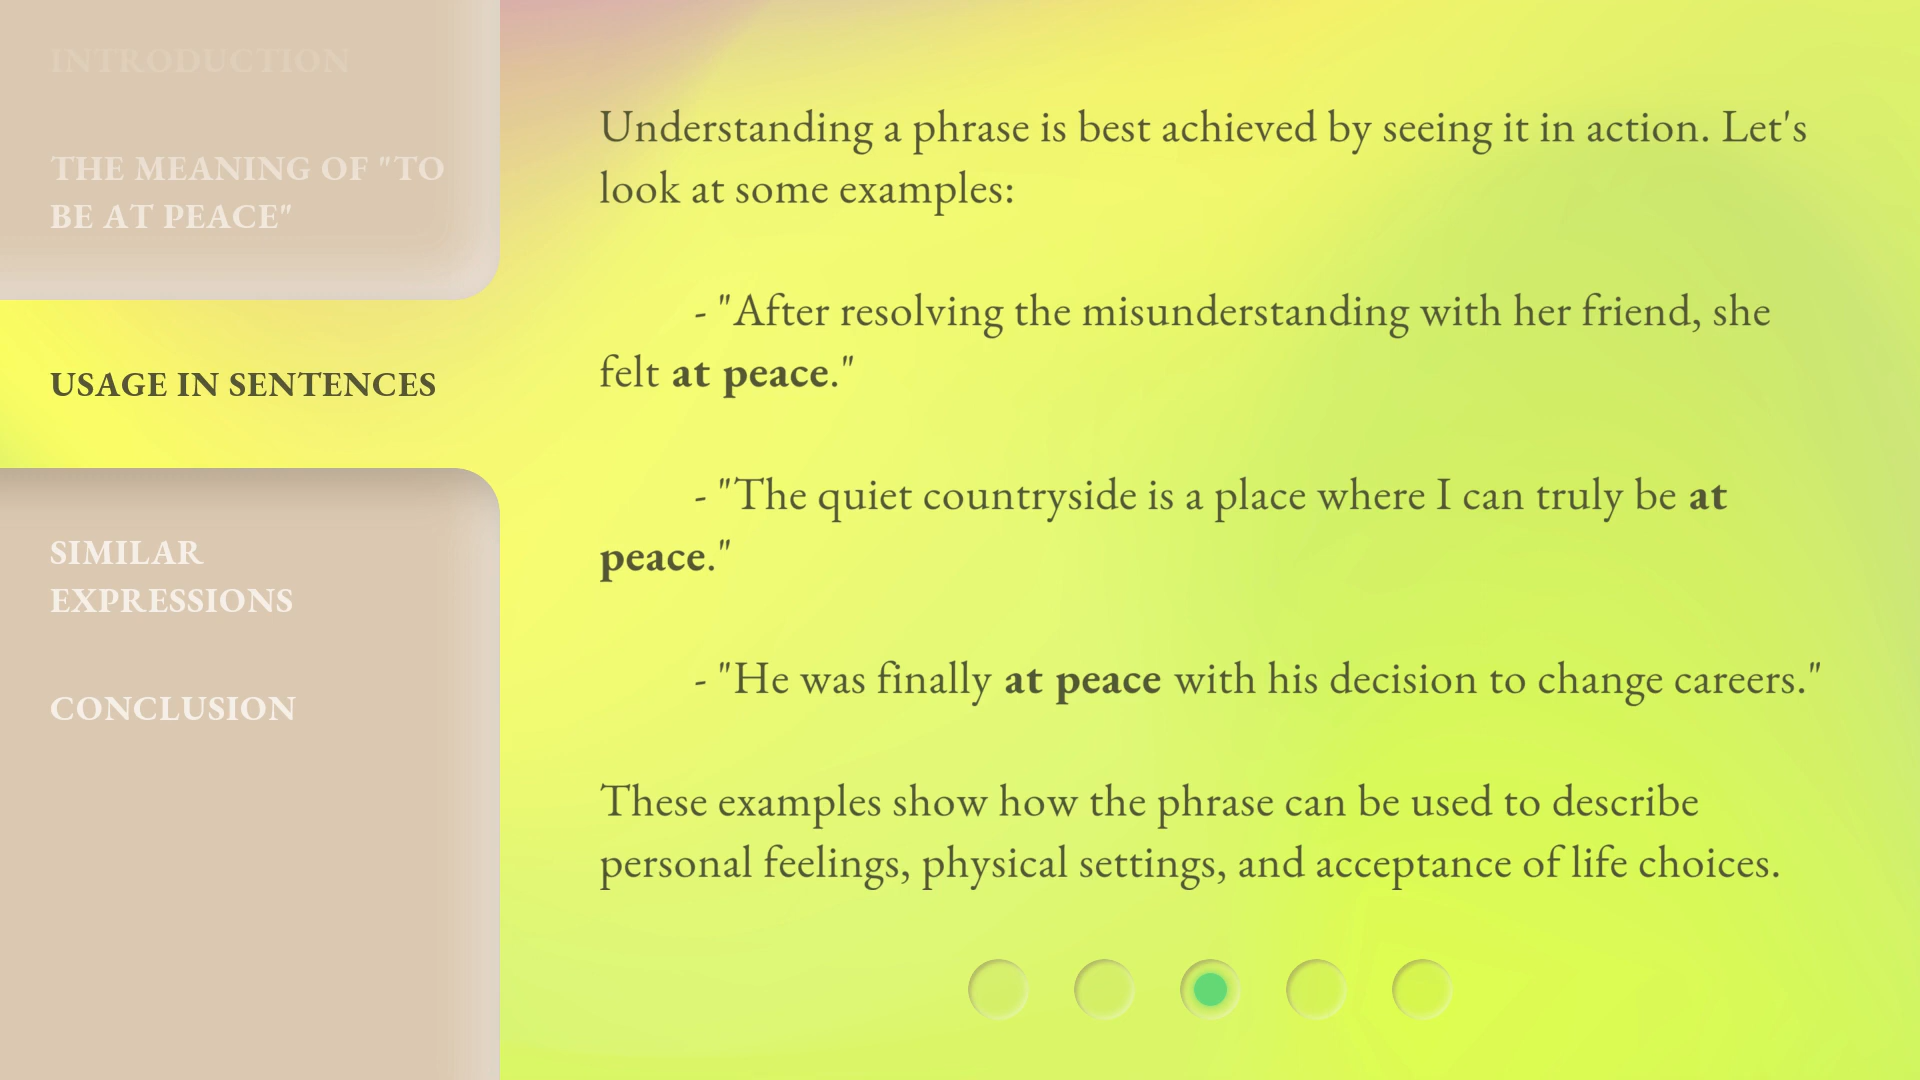 INTRODUCTION
THE MEANING OF "TO
BE AT PEACE"
USAGE IN SENTENCES
SIMILAR
EXPRESSIONS
CONCLUSION
Understanding a phrase is best achieved by seeing it in action. Let's
look at some examples:
- "After resolving the misunderstanding with her friend, she
felt at peace."
- "The quiet countryside is a place where I can truly be at
peace."
- "He was finally at peace with his decision to change careers."
These examples show how the phrase can be used to describe
personal feelings, physical settings, and acceptance of life choices.